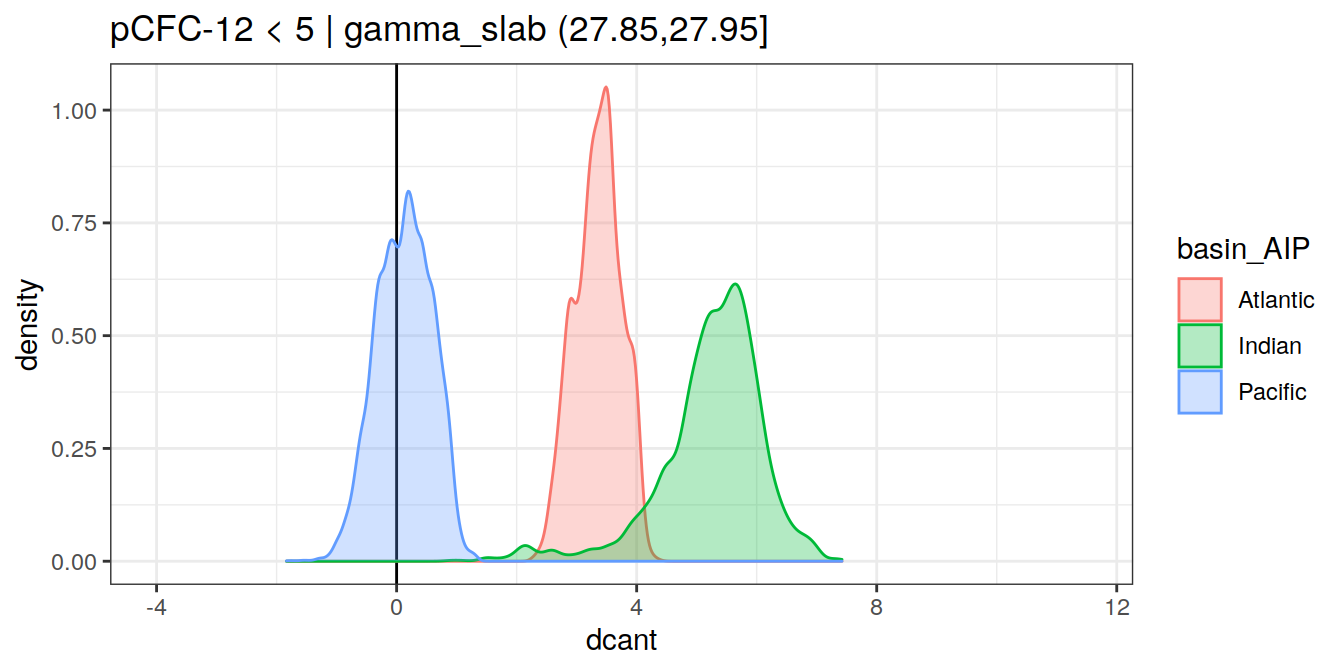 pCFC-12 < 5 | gamma_slab (27.85,27.95]
1.00
0.75
0.50
0.25
0.00
density
-4
0
4
8
12
dcant
basin_AIP
Atlantic
Indian
Pacific